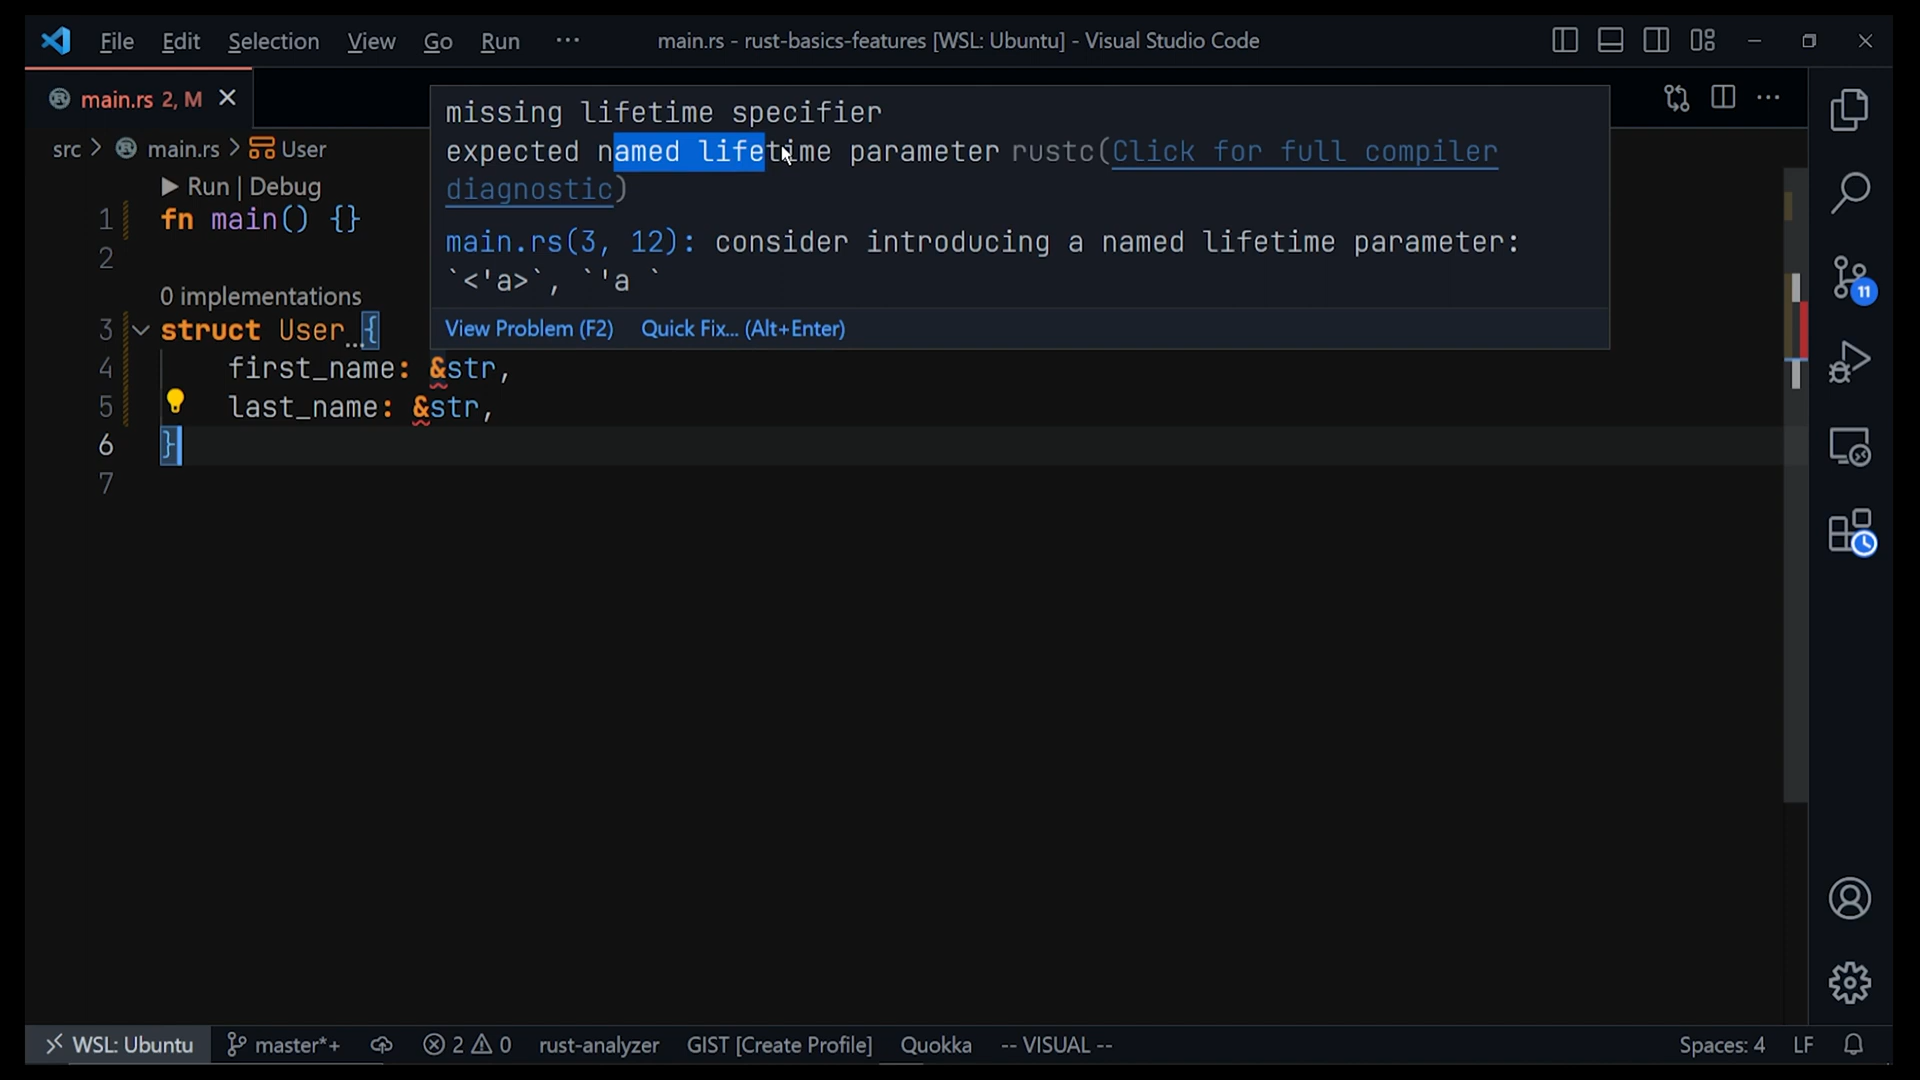 File Edit Selection View Go Run ··· main.rs - rust-basics-features [WSL: Ubuntu] - Visual Studio Code
main.rs 2, M
src > main.rs > User
missing lifetime specifier
expected named lifetime parameter rustc(Click for full compiler
diagnostic)
main.rs(3, 12): consider introducing a named lifetime parameter:
`<'a>`, `'a `
View Problem (F2) Quick Fix... (Alt+Enter)
Run | Debug
1 fn main() {}
2
0 implementations
3 struct User {
4 first_name: &str,
5 last_name: &str,
6 }
7
11
WSL: Ubuntu master*+ 2 0 rust-analyzer GIST [Create Profile] Quokka -- VISUAL -- Spaces: 4 LF